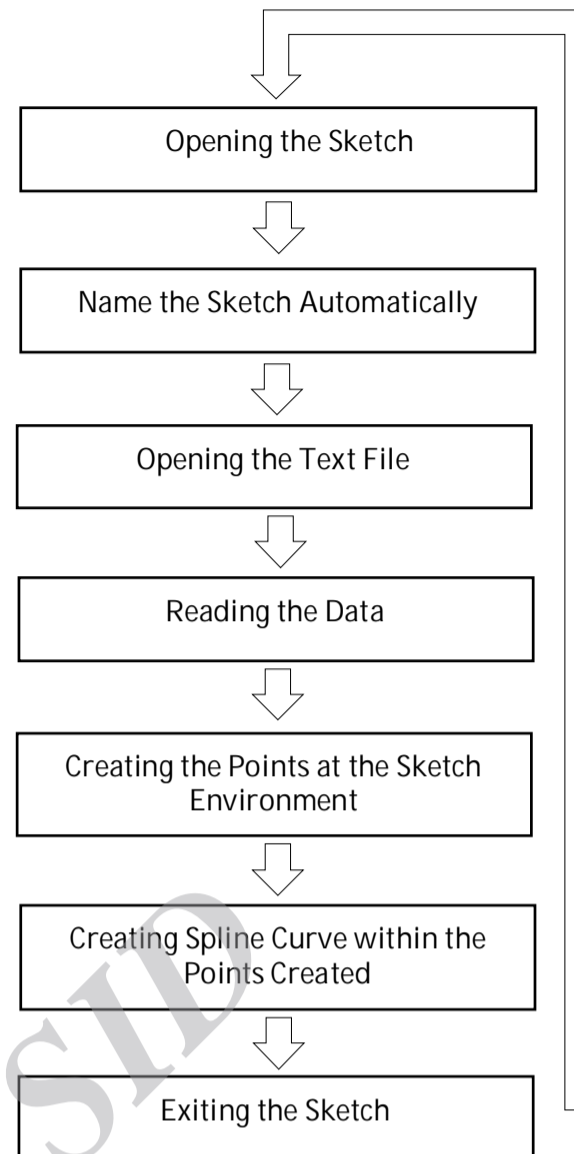 Opening the Sketch
Name the Sketch Automatically
Opening the Text File
Reading the Data
Creating the Points at the Sketch
Environment
Creating Spline Curve within the
Points Created
Exiting the Sketch
SID